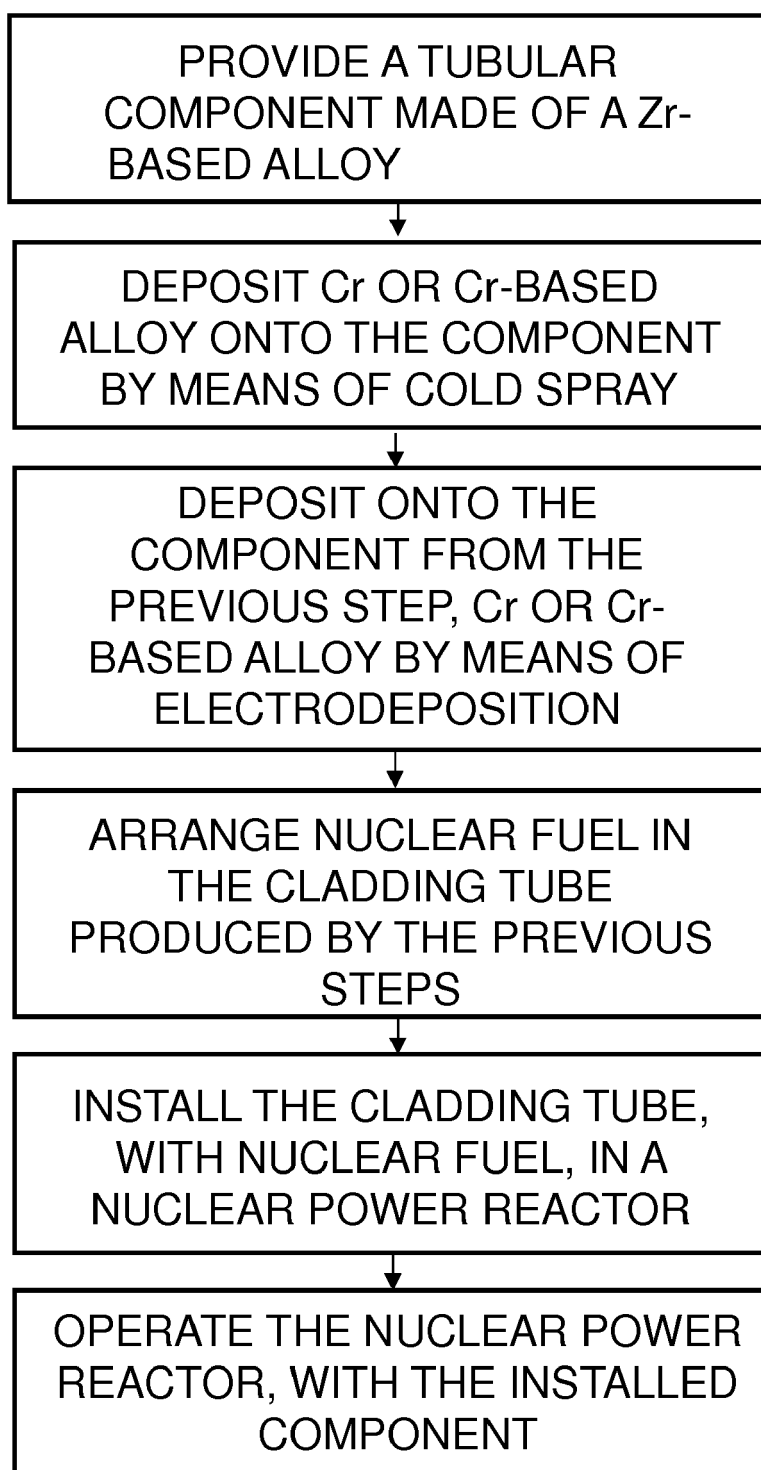 PROVIDE A TUBULAR
COMPONENT MADE OF A Zr-
BASED ALLOY
DEPOSIT Cr OR Cr-BASED
ALLOY ONTO THE COMPONENT
BY MEANS OF COLD SPRAY
DEPOSIT ONTO THE
COMPONENT FROM THE
PREVIOUS STEP, Cr OR Cr-
BASED ALLOY BY MEANS OF
ELECTRODEPOSITION
ARRANGE NUCLEAR FUEL IN
THE CLADDING TUBE
PRODUCED BY THE PREVIOUS
STEPS
INSTALL THE CLADDING TUBE,
WITH NUCLEAR FUEL, IN A
NUCLEAR POWER REACTOR
OPERATE THE NUCLEAR POWER
REACTOR, WITH THE INSTALLED
COMPONENT